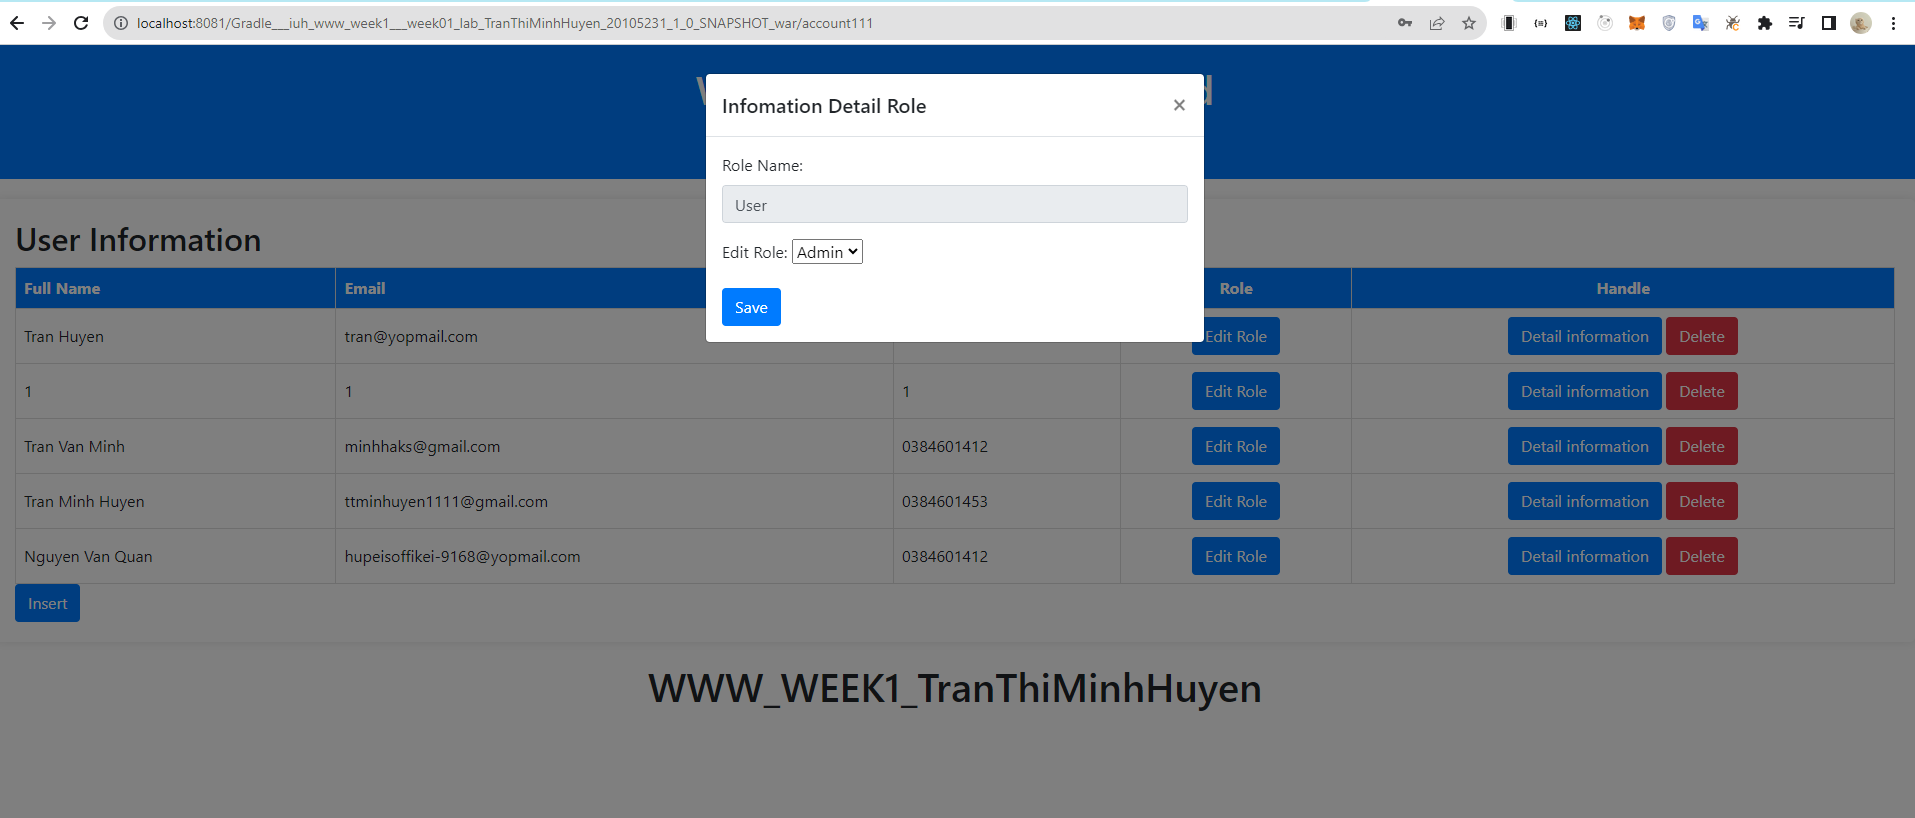 localhost:8081/Gradle___iuh_www_week1___week01_lab_TranThiMinhHuyen_20105231_1_0_SNAPSHOT_war/account111
Infomation Detail Role ×
Role Name:
User
Edit Role: Admin
Save
User Information
Full Name Email Role Handle
Tran Huyen tran@yopmail.com Edit Role Detail information Delete
1 1 1 Edit Role Detail information Delete
Tran Van Minh minhhaks@gmail.com 0384601412 Edit Role Detail information Delete
Tran Minh Huyen ttminhuyen1111@gmail.com 0384601453 Edit Role Detail information Delete
Nguyen Van Quan hupeisoffikei-9168@yopmail.com 0384601412 Edit Role Detail information Delete
Insert
WWW_WEEK1_TranThiMinhHuyen